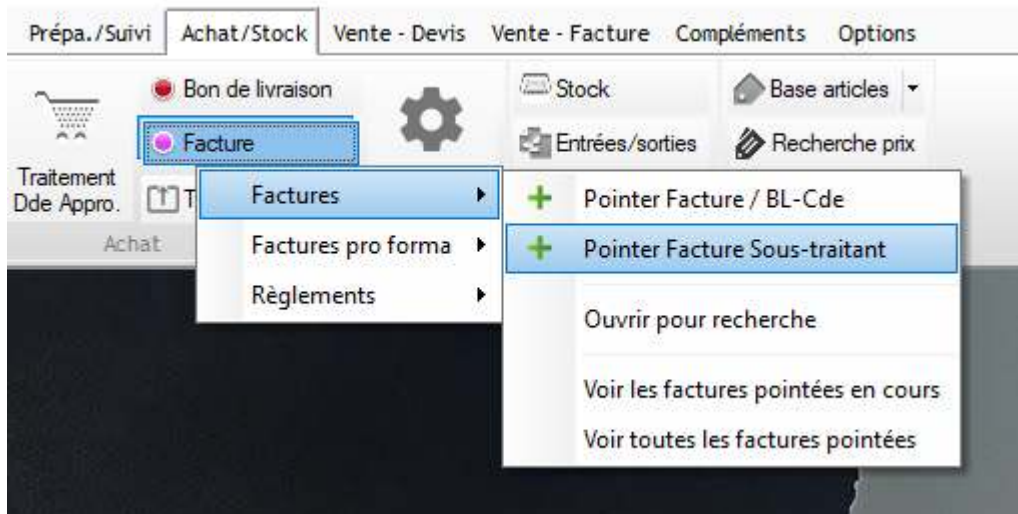 Prépa./Suivi Achat/Stock Vente - Devis Vente - Facture Compléments Options
Bon de livraison Stock Base articles
Facture Entrées/sorties Recherche prix
Traitement
Dde Appro. T
Achat
Factures
Factures pro forma
Règlements
Pointer Facture / BL-Cde
Pointer Facture Sous-traitant
Ouvrir pour recherche
Voir les factures pointées en cours
Voir toutes les factures pointées